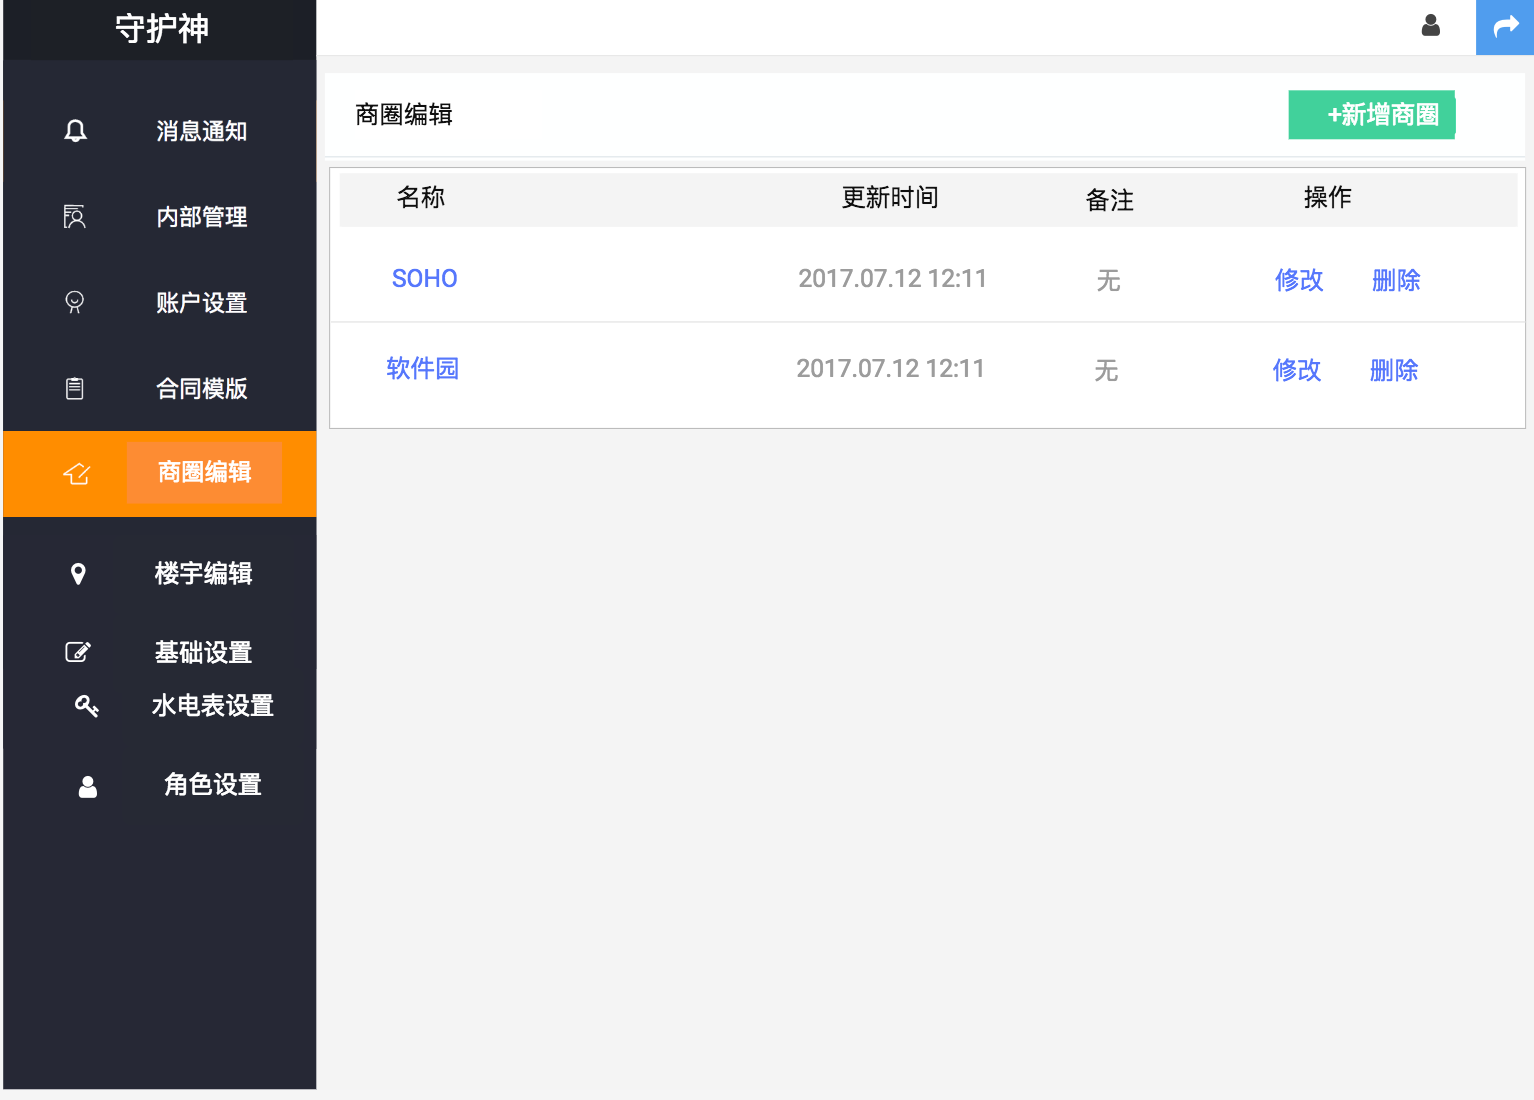 守护神
消息通知
内部管理
账户设置
合同模版
商圈编辑
楼宇编辑
基础设置
水电表设置
角色设置
商圈编辑
+新增商圈
名称 更新时间 备注 操作
SOHO 2017.07.12 12:11 无 修改 删除
软件园 2017.07.12 12:11 无 修改 删除